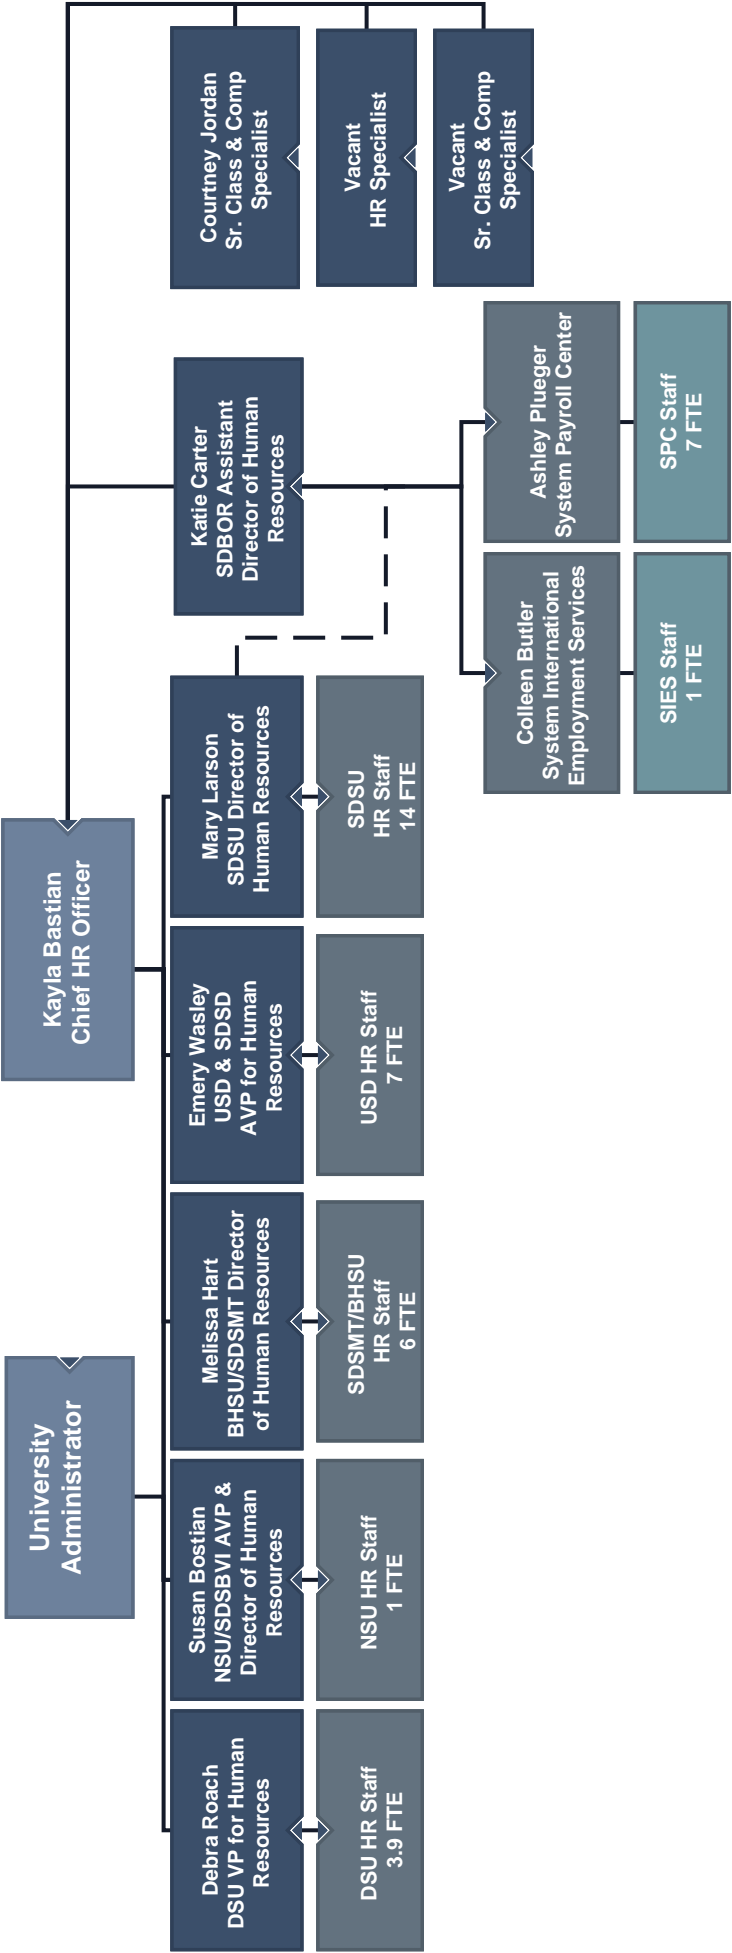 University
Administrator
Kayla Bastian
Chief HR Officer
Debra Roach
DSU VP for Human
Resources
Susan Bostian
NSU/SDSBVI AVP &
Director of Human
Resources
Melissa Hart
BHSU/SDSMT Director
of Human Resources
Emery Wasley
USD & SDSD
AVP for Human
Resources
Mary Larson
SDSU Director of
Human Resources
Katie Carter
SDBOR Assistant
Director of Human
Resources
Courtney Jordan
Sr. Class & Comp
Specialist
Vacant
HR Specialist
Vacant
Sr. Class & Comp
Specialist
DSU HR Staff
3.9 FTE
NSU HR Staff
1 FTE
SDSMT/BHSU
HR Staff
6 FTE
USD HR Staff
7 FTE
SDSU
HR Staff
14 FTE
Colleen Butler
System International
Employment Services
Ashley Plueger
System Payroll Center
SIES Staff
1 FTE
SPC Staff
7 FTE